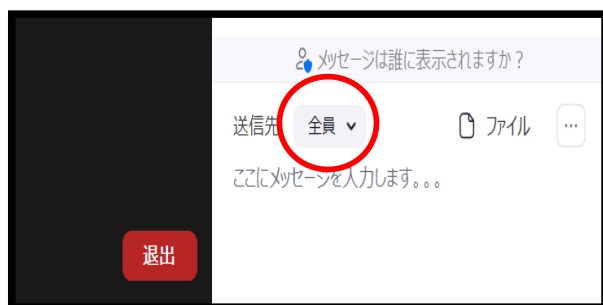 メッセージは誰に表示されますか？
送信先 全員 ファイル ...
ここにメッセージを入力します。。。
退出